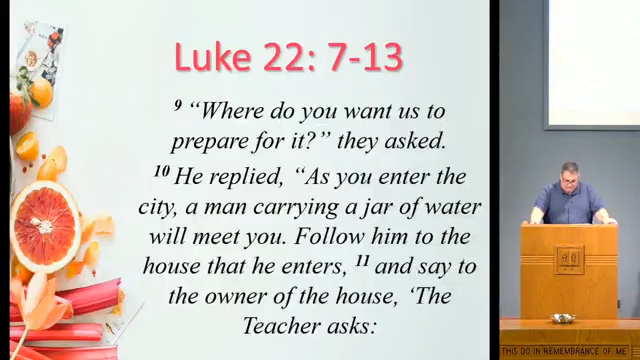 Luke 22: 7-13
9 “Where do you want us to
prepare for it?” they asked.
10 He replied, “As you enter the
city, a man carrying a jar of water
will meet you. Follow him to the
house that he enters, 11 and say to
the owner of the house, ‘The
Teacher asks:
THIS DO IN REMEMBRANCE OF ME